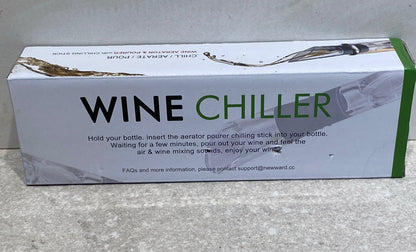 CHILL / AERATE / POUR
WINE AERATOR & POURER with CHILLING STICK
WINE CHILLER
Hold your bottle. Insert the aerator pourer chilling stick into your bottle.
Waiting for a few minutes, pour out your wine and feel the
air & wine mixing sounds, enjoy your wine
FAQs and more information, please contact support@newward.cc